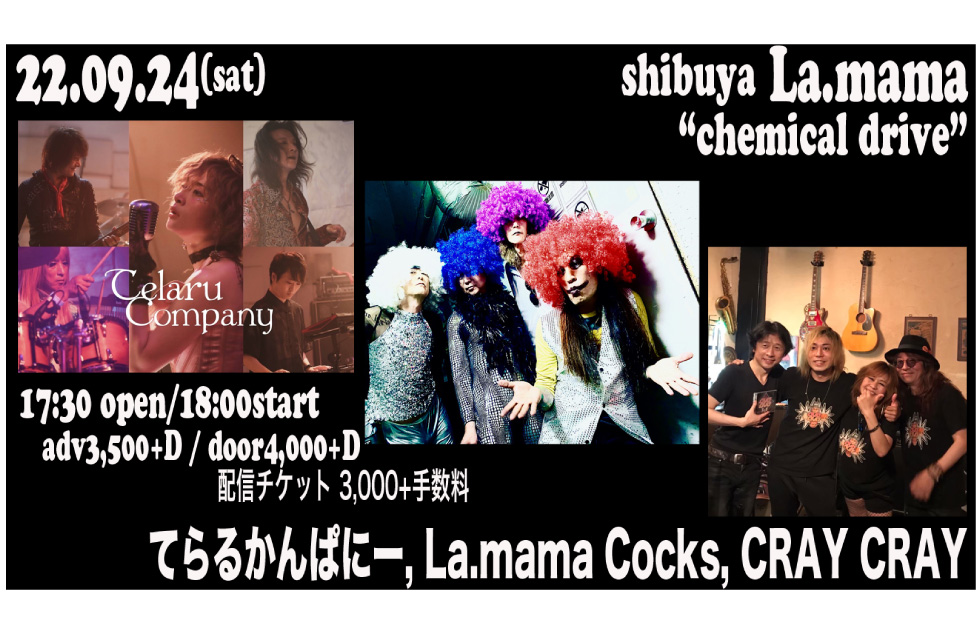 22.09.24(sat)
shibuya La.mama
“chemical drive”
Telaru
Company
17:30 open/18:00start
adv3,500+D / door4,000+D
配信チケット 3,000+手数料
てらるかんぱにー, La.mama Cocks, CRAY CRAY